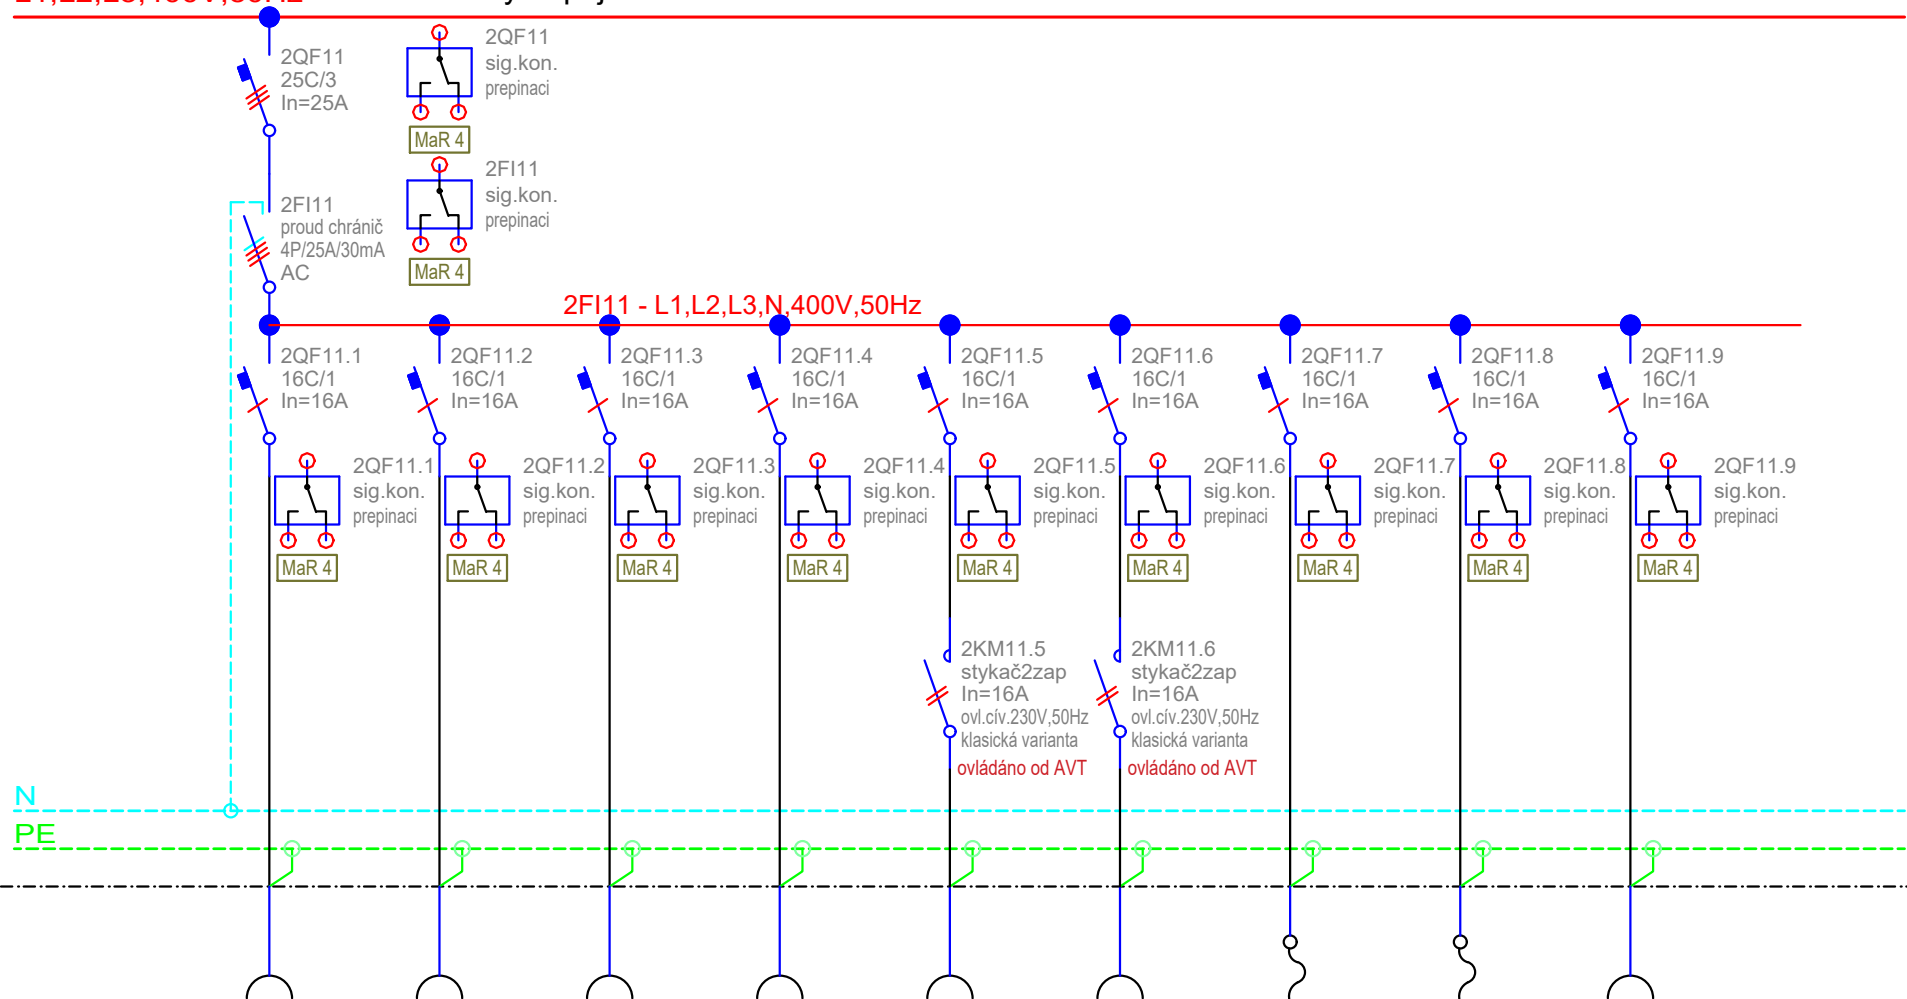 2QF11
25C/3
In=25A
2QF11
sig.kon.
prepinaci
MaR 4
2FI11
proud chránič
4P/25A/30mA
AC
2FI11
sig.kon.
prepinaci
MaR 4
2FI11 - L1,L2,L3,N,400V,50Hz
2QF11.1
16C/1
In=16A
2QF11.2
16C/1
In=16A
2QF11.3
16C/1
In=16A
2QF11.4
16C/1
In=16A
2QF11.5
16C/1
In=16A
2QF11.6
16C/1
In=16A
2QF11.7
16C/1
In=16A
2QF11.8
16C/1
In=16A
2QF11.9
16C/1
In=16A
2QF11.1
sig.kon.
prepinaci
MaR 4
2QF11.2
sig.kon.
prepinaci
MaR 4
2QF11.3
sig.kon.
prepinaci
MaR 4
2QF11.4
sig.kon.
prepinaci
MaR 4
2QF11.5
sig.kon.
prepinaci
MaR 4
2QF11.6
sig.kon.
prepinaci
MaR 4
2QF11.7
sig.kon.
prepinaci
MaR 4
2QF11.8
sig.kon.
prepinaci
MaR 4
2QF11.9
sig.kon.
prepinaci
MaR 4
2KM11.5
stykač2zap
In=16A
ovl.cív.230V,50Hz
klasická varianta
ovládáno od AVT
2KM11.6
stykač2zap
In=16A
ovl.cív.230V,50Hz
klasická varianta
ovládáno od AVT
N
PE